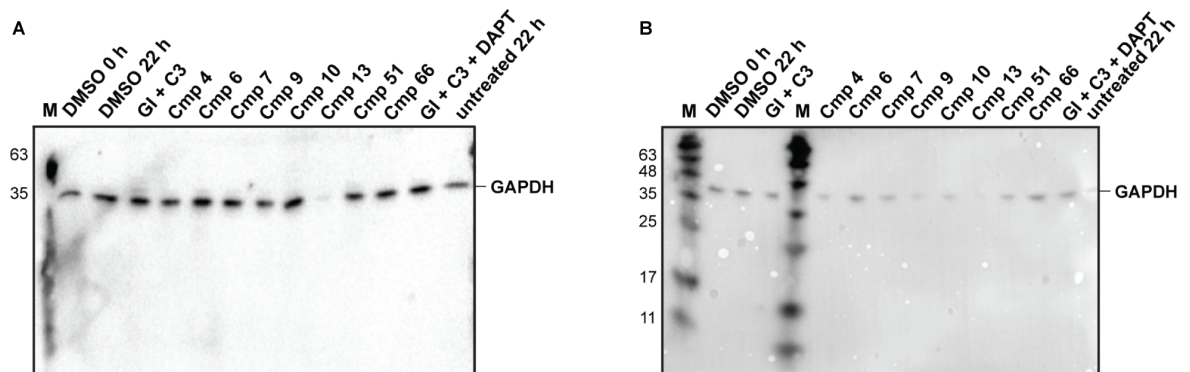 A
M
DMSO 0 h
DMSO 22 h
GI + C3
Cmp 4
Cmp 6
Cmp 7
Cmp 9
Cmp 10
Cmp 13
Cmp 51
Cmp 66
GI + C3 + DAPT
untreated 22 h
63
35
GAPDH
B
M
DMSO 0 h
DMSO 22 h
GI + C3
M
Cmp 4
Cmp 6
Cmp 7
Cmp 9
Cmp 10
Cmp 13
Cmp 51
Cmp 66
GI + C3 + DAPT
untreated 22 h
63
48
35
25
17
11
GAPDH